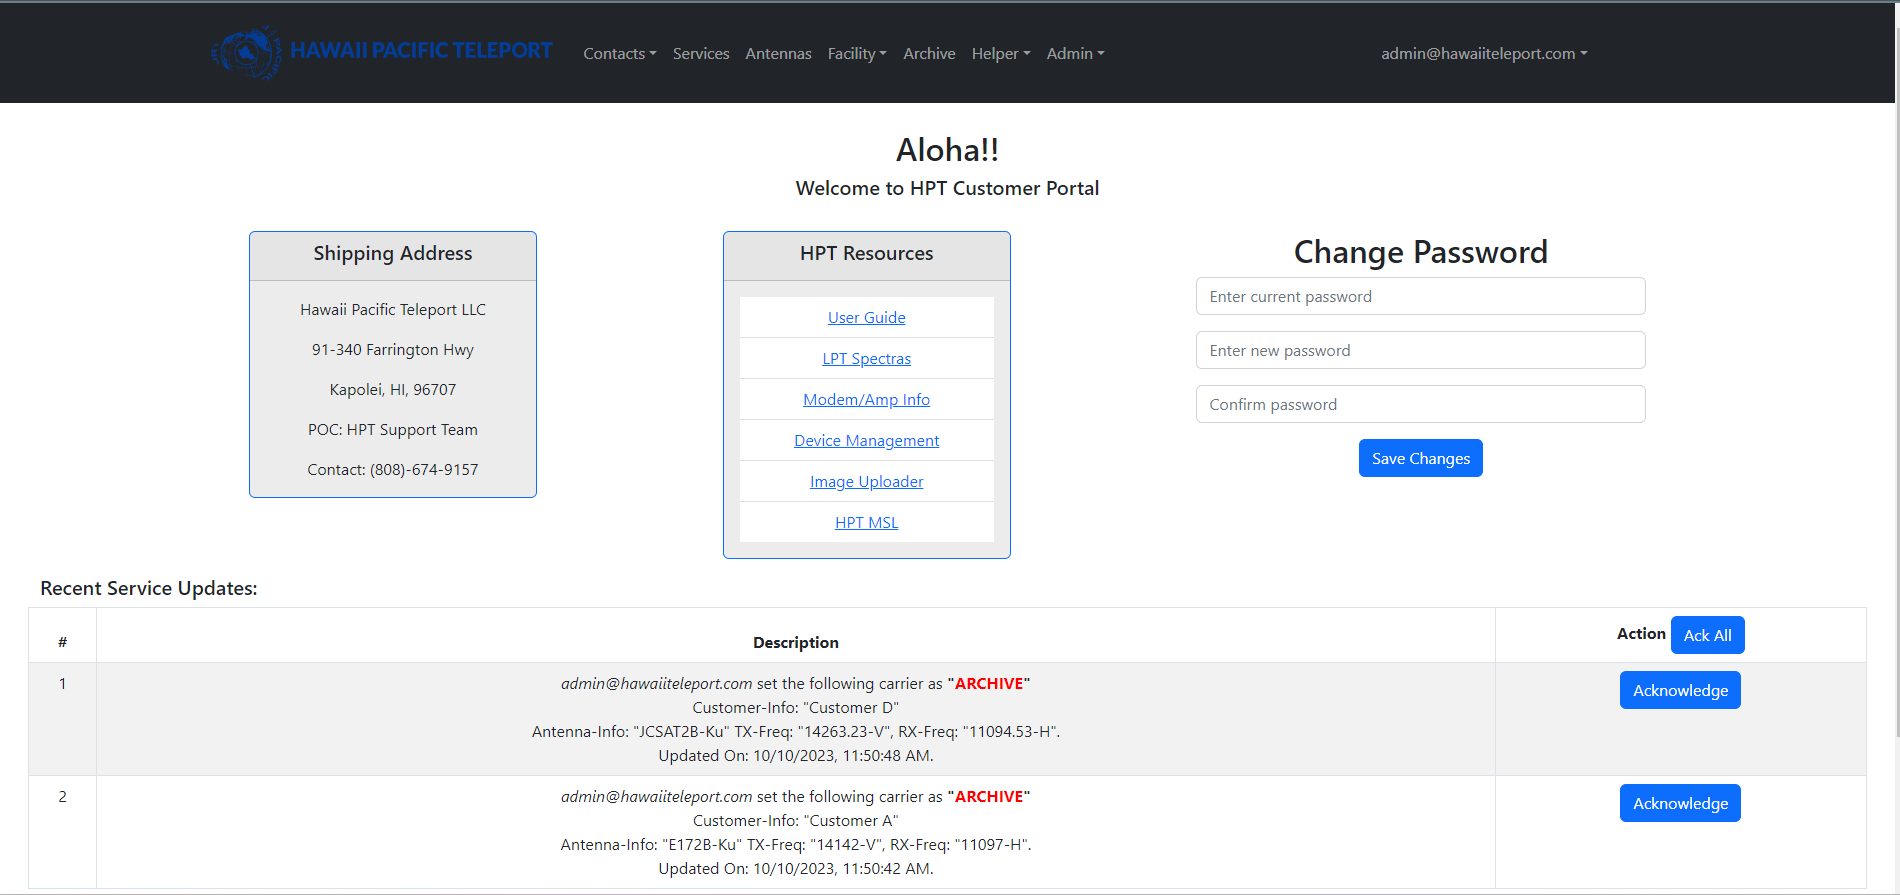 HAWAII PACIFIC TELEPORT Contacts Services Antennas Facility Archive Helper Admin admin@hawaiiteleport.com
Aloha!!
Welcome to HPT Customer Portal
Shipping Address
Hawaii Pacific Teleport LLC
91-340 Farrington Hwy
Kapolei, HI, 96707
POC: HPT Support Team
Contact: (808)-674-9157
HPT Resources
User Guide
LPT Spectras
Modem/Amp Info
Device Management
Image Uploader
HPT MSL
Change Password
Enter current password
Enter new password
Confirm password
Save Changes
Recent Service Updates:
# Description Action Ack All
1 admin@hawaiiteleport.com set the following carrier as "ARCHIVE" Acknowledge
Customer-Info: "Customer D"
Antenna-Info: "JCSAT2B-Ku" TX-Freq: "14263.23-V", RX-Freq: "11094.53-H".
Updated On: 10/10/2023, 11:50:48 AM.
2 admin@hawaiiteleport.com set the following carrier as "ARCHIVE" Acknowledge
Customer-Info: "Customer A"
Antenna-Info: "E172B-Ku" TX-Freq: "14142-V", RX-Freq: "11097-H".
Updated On: 10/10/2023, 11:50:42 AM.